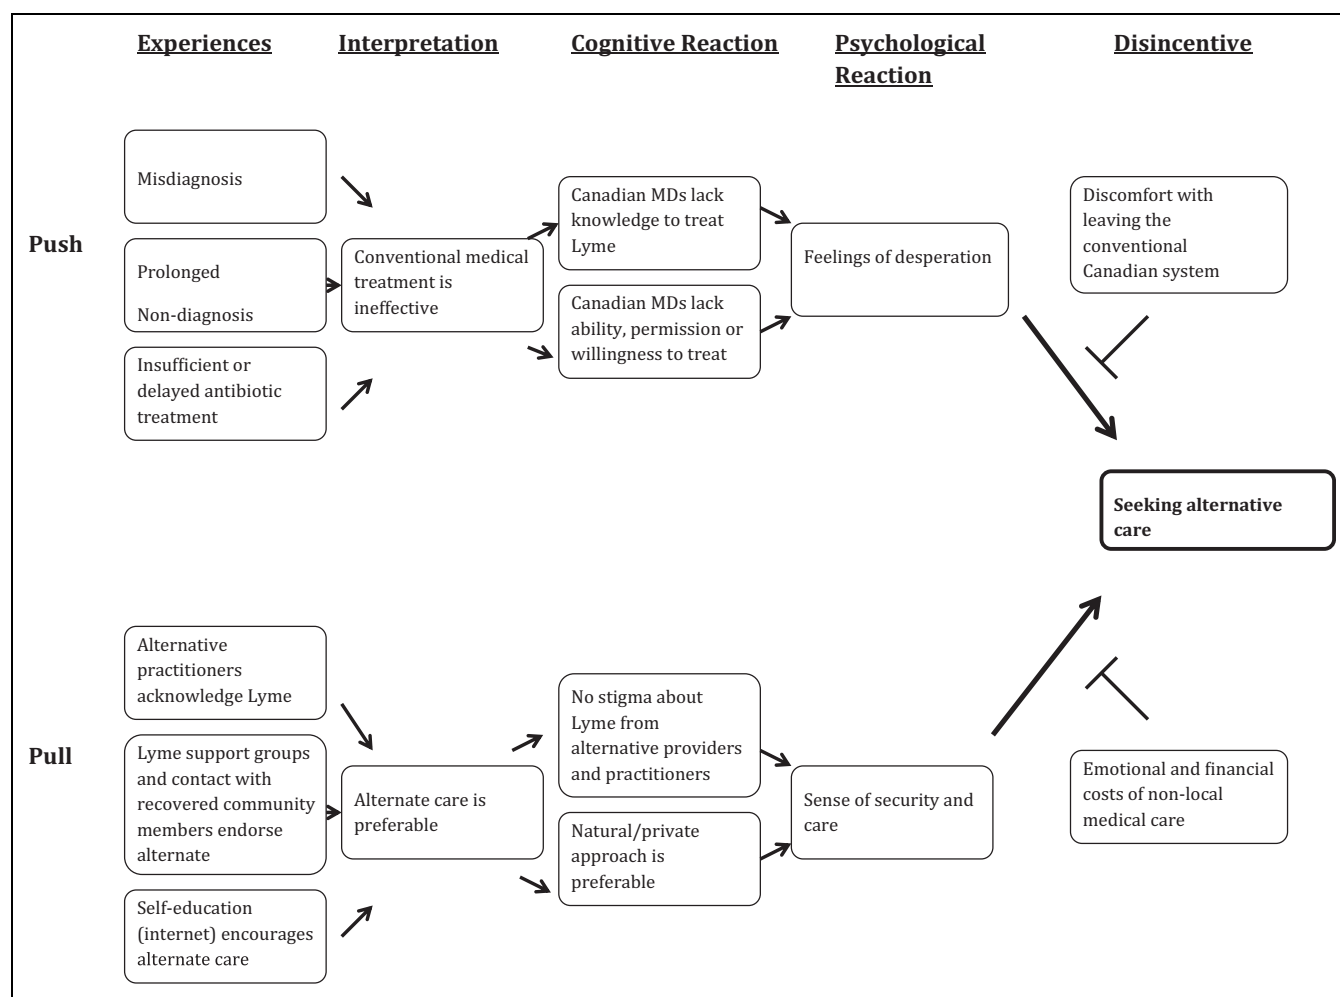 Experiences
Interpretation
Cognitive Reaction
Psychological
Reaction
Disincentive
Push
Misdiagnosis
Prolonged
Non-diagnosis
Insufficient or
delayed antibiotic
treatment
Conventional medical
treatment is
ineffective
Canadian MDs lack
knowledge to treat
Lyme
Canadian MDs lack
ability, permission or
willingness to treat
Feelings of desperation
Discomfort with
leaving the
conventional
Canadian system
Seeking alternative
care
Pull
Alternative
practitioners
acknowledge Lyme
Lyme support groups
and contact with
recovered community
members endorse
alternate
Self-education
(internet) encourages
alternate care
Alternate care is
preferable
No stigma about
Lyme from
alternative providers
and practitioners
Natural/private
approach is
preferable
Sense of security and
care
Emotional and financial
costs of non-local
medical care